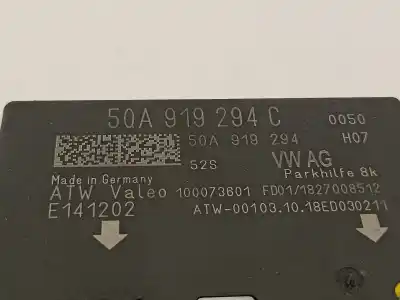 5QA 919 294 C 0050
5QA 919 294 H07
52S VW AG
Made in Germany Parkhilfe 8k
ATW Valeo 100073601 FD01/1827008512
E141202 ATW-00103.10.18ED030211